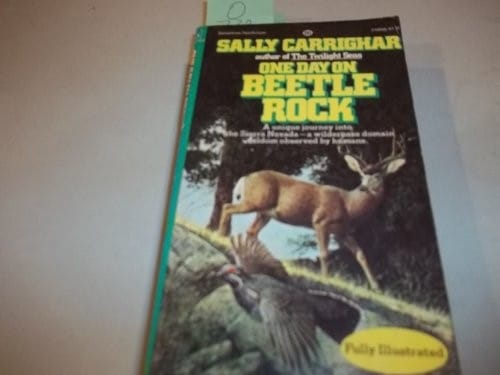 SALLY CARRIGHAR
author of The Twilight Seas
ONE DAY ON
BEETLE
ROCK
A unique journey into
the Sierra Nevada—a wilderness domain
seldom observed by humans.
Fully Illustrated